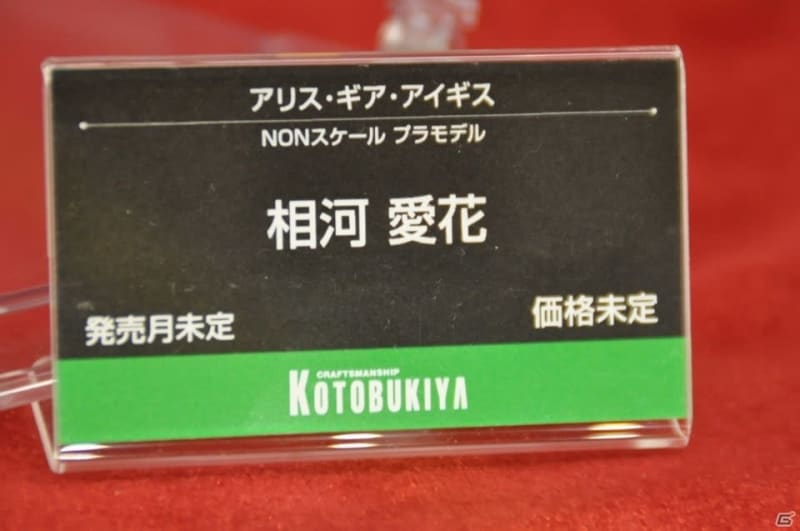 アリス・ギア・アイギス
NONスケール プラモデル
相河 愛花
発売月未定
価格未定
CRAFTSMANSHIP
KOTOBUKIYA